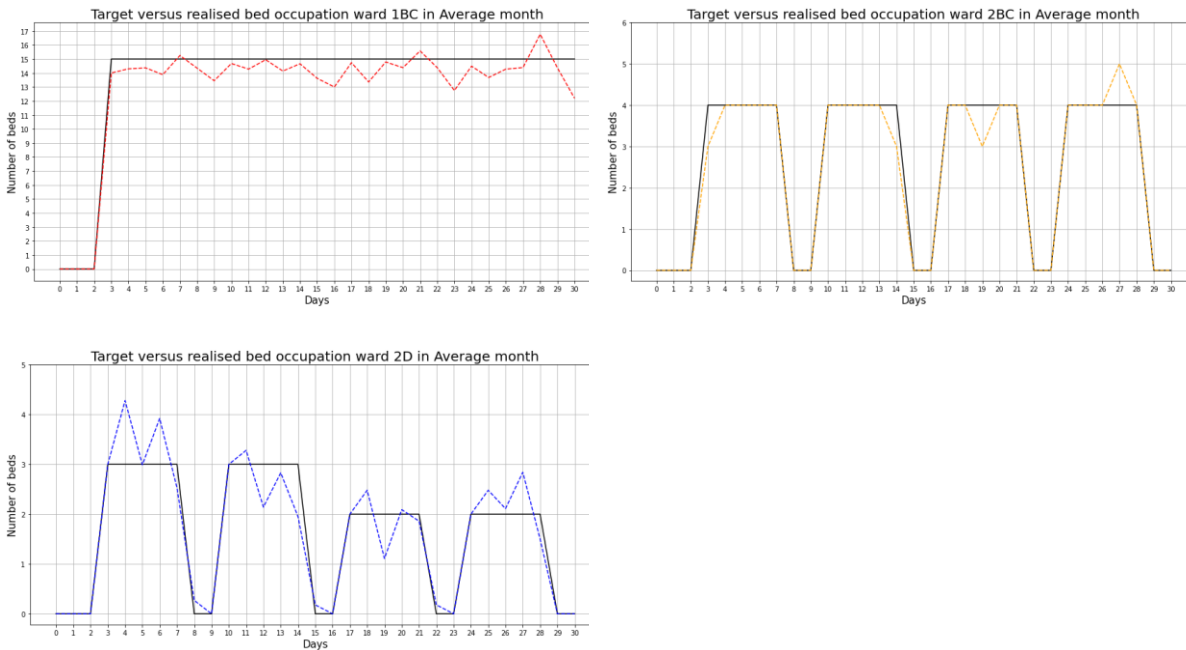 Target versus realised bed occupation ward 1BC in Average month
Number of beds
17
16
15
14
13
12
11
10
9
8
7
6
5
4
3
2
1
0
0 1 2 3 4 5 6 7 8 9 10 11 12 13 14 15 16 17 18 19 20 21 22 23 24 25 26 27 28 29 30
Days
Target versus realised bed occupation ward 2BC in Average month
Number of beds
6
5
4
3
2
1
0
0 1 2 3 4 5 6 7 8 9 10 11 12 13 14 15 16 17 18 19 20 21 22 23 24 25 26 27 28 29 30
Days
Target versus realised bed occupation ward 2D in Average month
Number of beds
5
4
3
2
1
0
0 1 2 3 4 5 6 7 8 9 10 11 12 13 14 15 16 17 18 19 20 21 22 23 24 25 26 27 28 29 30
Days